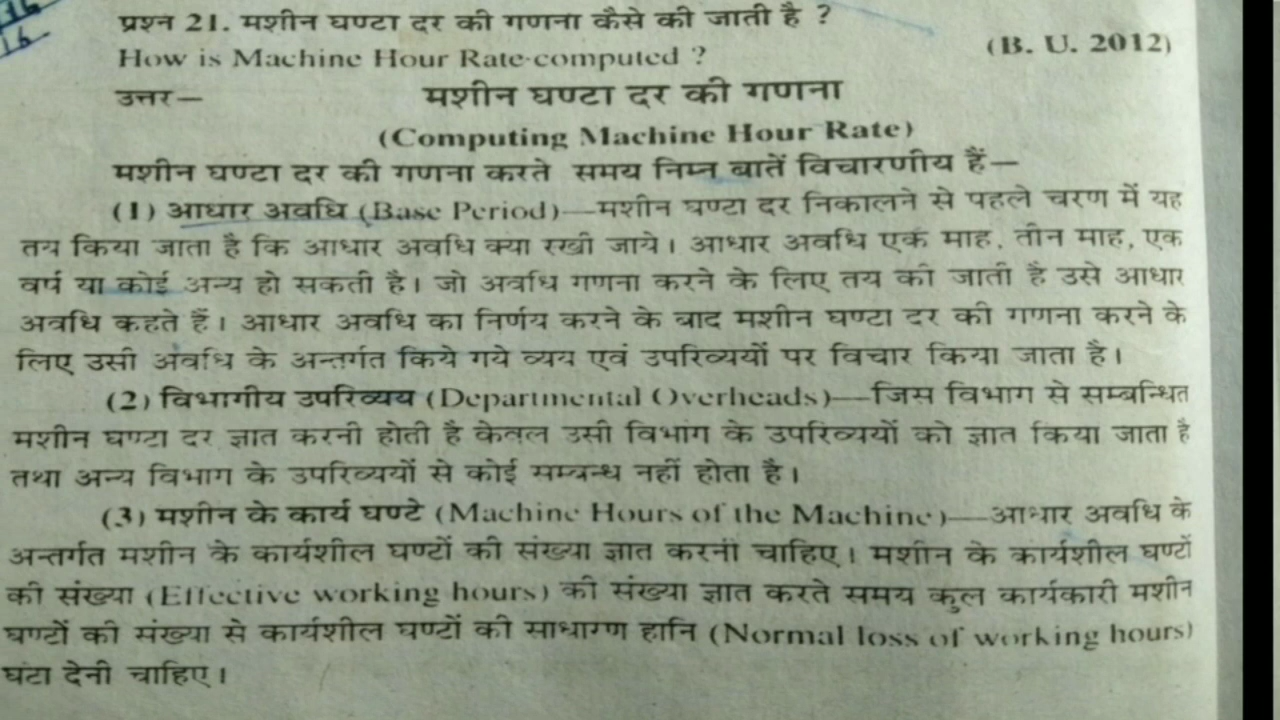 16
16
प्रश्न 21. मशीन घण्टा दर की गणना कैसे की जाती है ?
How is Machine Hour Rate computed ?
(B. U. 2012)
उत्तर— मशीन घण्टा दर की गणना
(Computing Machine Hour Rate)
मशीन घण्टा दर की गणना करते समय निम्न बातें विचारणीय हैं—
(1) आधार अवधि (Base Period)—मशीन घण्टा दर निकालने से पहले चरण में यह
तय किया जाता है कि आधार अवधि क्या रखी जाये। आधार अवधि एक माह, तीन माह, एक
वर्ष या कोई अन्य हो सकती है। जो अवधि गणना करने के लिए तय की जाती है उसे आधार
अवधि कहते हैं। आधार अवधि का निर्णय करने के बाद मशीन घण्टा दर की गणना करने के
लिए उसी अवधि के अन्तर्गत किये गये व्यय एवं उपरिव्ययों पर विचार किया जाता है।
(2) विभागीय उपरिव्यय (Departmental Overheads)—जिस विभाग से सम्बन्धित
मशीन घण्टा दर ज्ञात करनी होती है केवल उसी विभाग के उपरिव्ययों को ज्ञात किया जाता है
तथा अन्य विभाग के उपरिव्ययों से कोई सम्बन्ध नहीं होता है।
(3) मशीन के कार्य घण्टे (Machine Hours of the Machine)—आधार अवधि के
अन्तर्गत मशीन के कार्यशील घण्टों की संख्या ज्ञात करनी चाहिए। मशीन के कार्यशील घण्टों
की संख्या (Effective working hours) की संख्या ज्ञात करते समय कुल कार्यकारी मशीन
घण्टों की संख्या से कार्यशील घण्टों की साधारण हानि (Normal loss of working hours)
घटा देनी चाहिए।